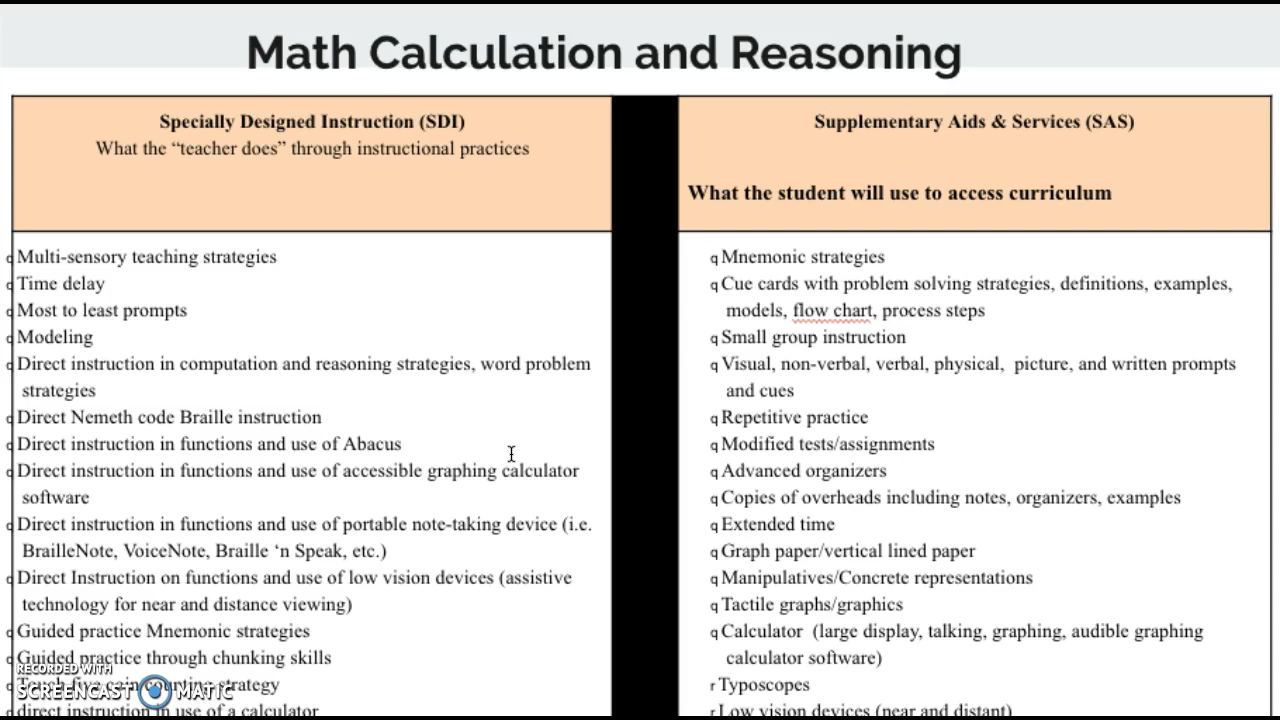 Math Calculation and Reasoning
Specially Designed Instruction (SDI)
What the “teacher does” through instructional practices
q Multi-sensory teaching strategies
q Time delay
q Most to least prompts
q Modeling
q Direct instruction in computation and reasoning strategies, word problem
strategies
q Direct Nemeth code Braille instruction
q Direct instruction in functions and use of Abacus
q Direct instruction in functions and use of accessible graphing calculator
software
q Direct instruction in functions and use of portable note-taking device (i.e.
BrailleNote, VoiceNote, Braille ‘n Speak, etc.)
q Direct Instruction on functions and use of low vision devices (assistive
technology for near and distance viewing)
q Guided practice Mnemonic strategies
q Guided practice through chunking skills
q Touch five coin counting strategy
q direct instruction in use of a calculator
Supplementary Aids & Services (SAS)
What the student will use to access curriculum
q Mnemonic strategies
q Cue cards with problem solving strategies, definitions, examples,
models, flow chart, process steps
q Small group instruction
q Visual, non-verbal, verbal, physical,  picture, and written prompts
and cues
q Repetitive practice
q Modified tests/assignments
q Advanced organizers
q Copies of overheads including notes, organizers, examples
q Extended time
q Graph paper/vertical lined paper
q Manipulatives/Concrete representations
q Tactile graphs/graphics
q Calculator  (large display, talking, graphing, audible graphing
calculator software)
r Typoscopes
r Low vision devices (near and distant)
RECORDED WITH
SCREENCAST MATIC